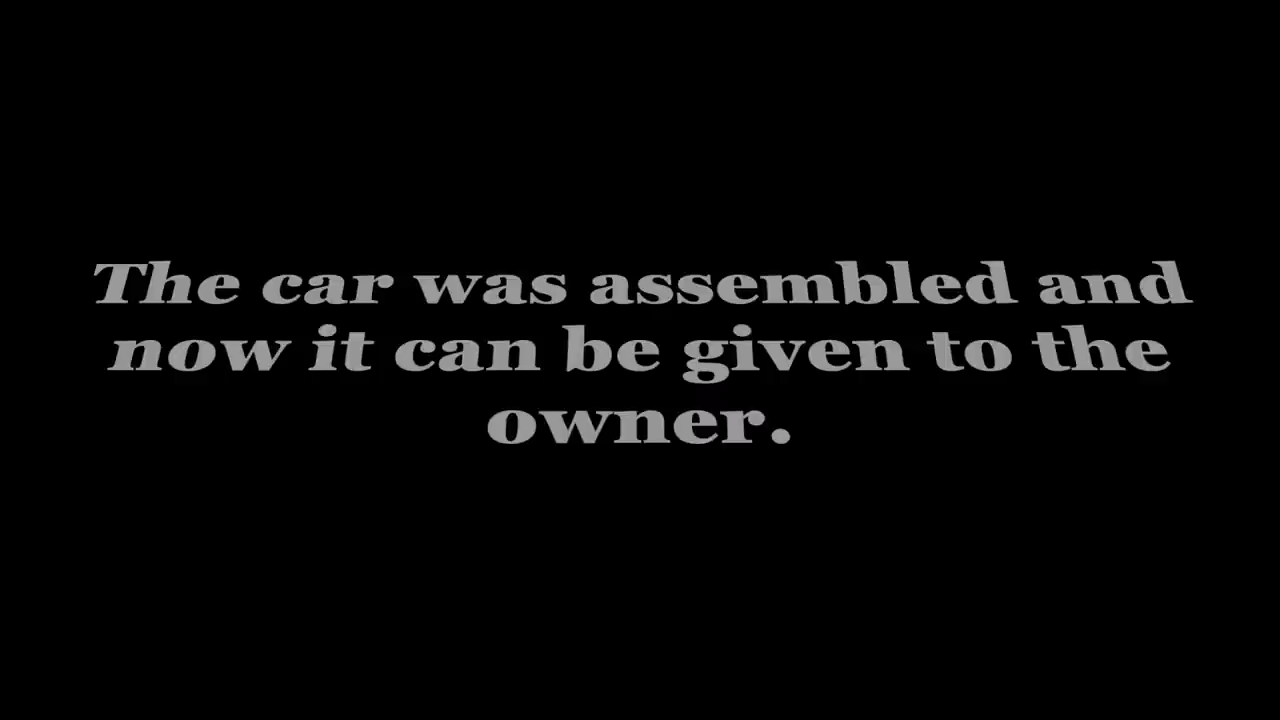 The car was assembled and
now it can be given to the
owner.